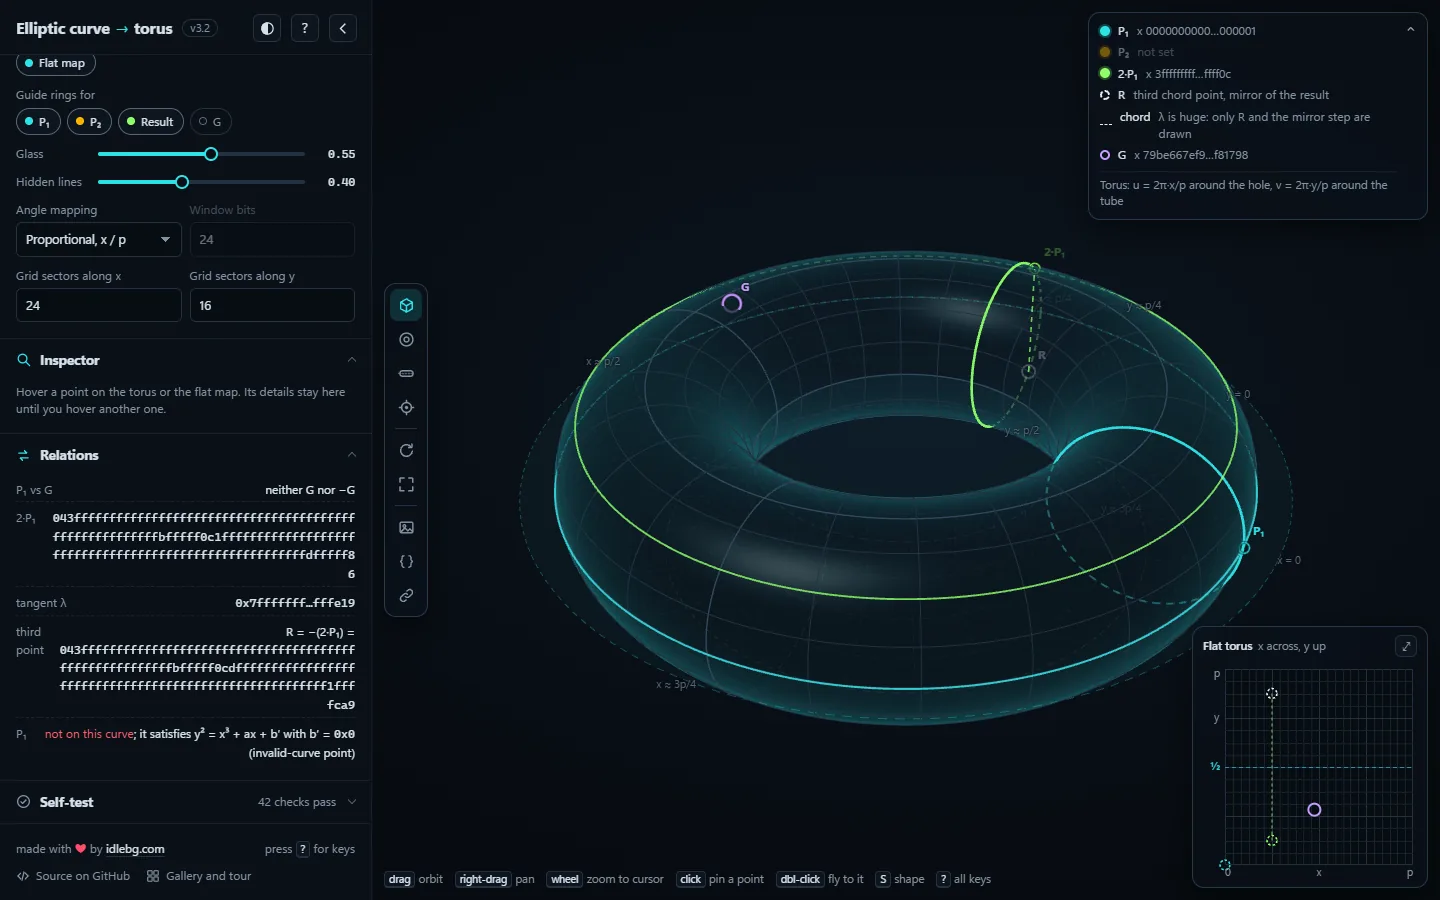 Elliptic curve → torus v3.2
?
Flat map
Guide rings for
P₁ P₂ Result G
Glass 0.55
Hidden lines 0.40
Angle mapping Window bits
Proportional, x / p 24
Grid sectors along x Grid sectors along y
24 16
Inspector
Hover a point on the torus or the flat map. Its details stay here
until you hover another one.
Relations
P₁ vs G neither G nor −G
tangent λ 0x7fffffff…fffe19
third R = −(2·P₁) =
point
fca9
P₁ not on this curve; it satisfies y² = x³ + ax + b′ with b′ = 0x0
(invalid-curve point)
Self-test 42 checks pass
made with ❤ by idlebg.com press ? for keys
Source on GitHub Gallery and tour
P₁ x 0000000000…000001
P₂ not set
2·P₁ x 3fffffffff…ffff0c
R third chord point, mirror of the result
chord λ is huge: only R and the mirror step are
drawn
G x 79be667ef9…f81798
Torus: u = 2π·x/p around the hole, v = 2π·y/p around the
tube
2·P₁
G
y ≈ p/4
R
x ≈ p/2
y = 0
y ≈ p/2
P₁
x = 0
x ≈ 3p/4
Flat torus x across, y up
p
y
½
0 x p
drag orbit right-drag pan wheel zoom to cursor click pin a point dbl-click fly to it S shape ? all keys